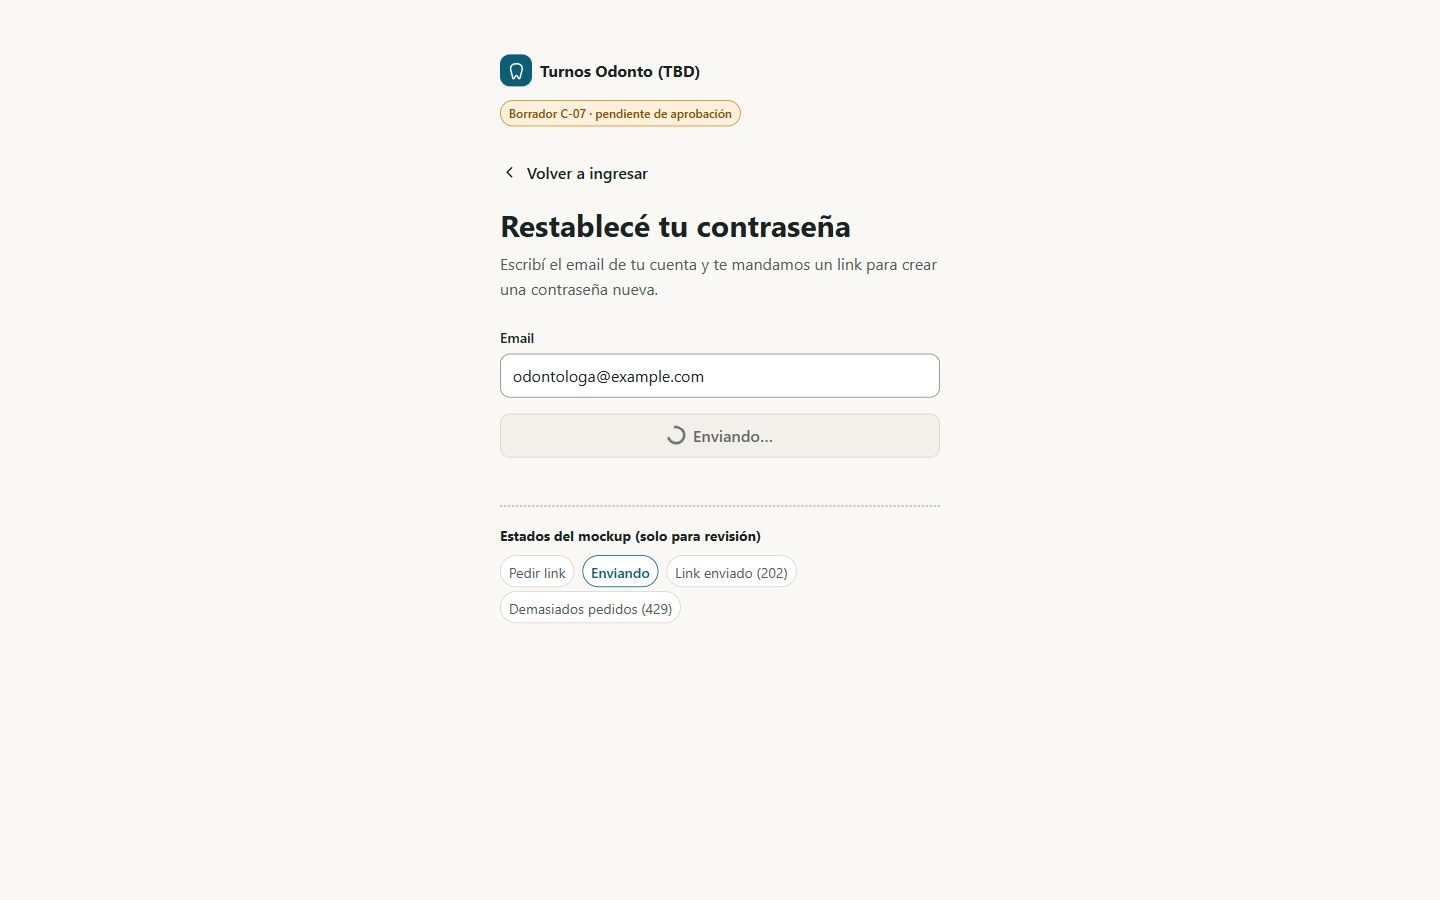 Turnos Odonto (TBD)
Borrador C-07 · pendiente de aprobación
Volver a ingresar
Restablecé tu contraseña
Escribí el email de tu cuenta y te mandamos un link para crear
una contraseña nueva.
Email
odontologa@example.com
Enviando...
Estados del mockup (solo para revisión)
Pedir link Enviando Link enviado (202)
Demasiados pedidos (429)